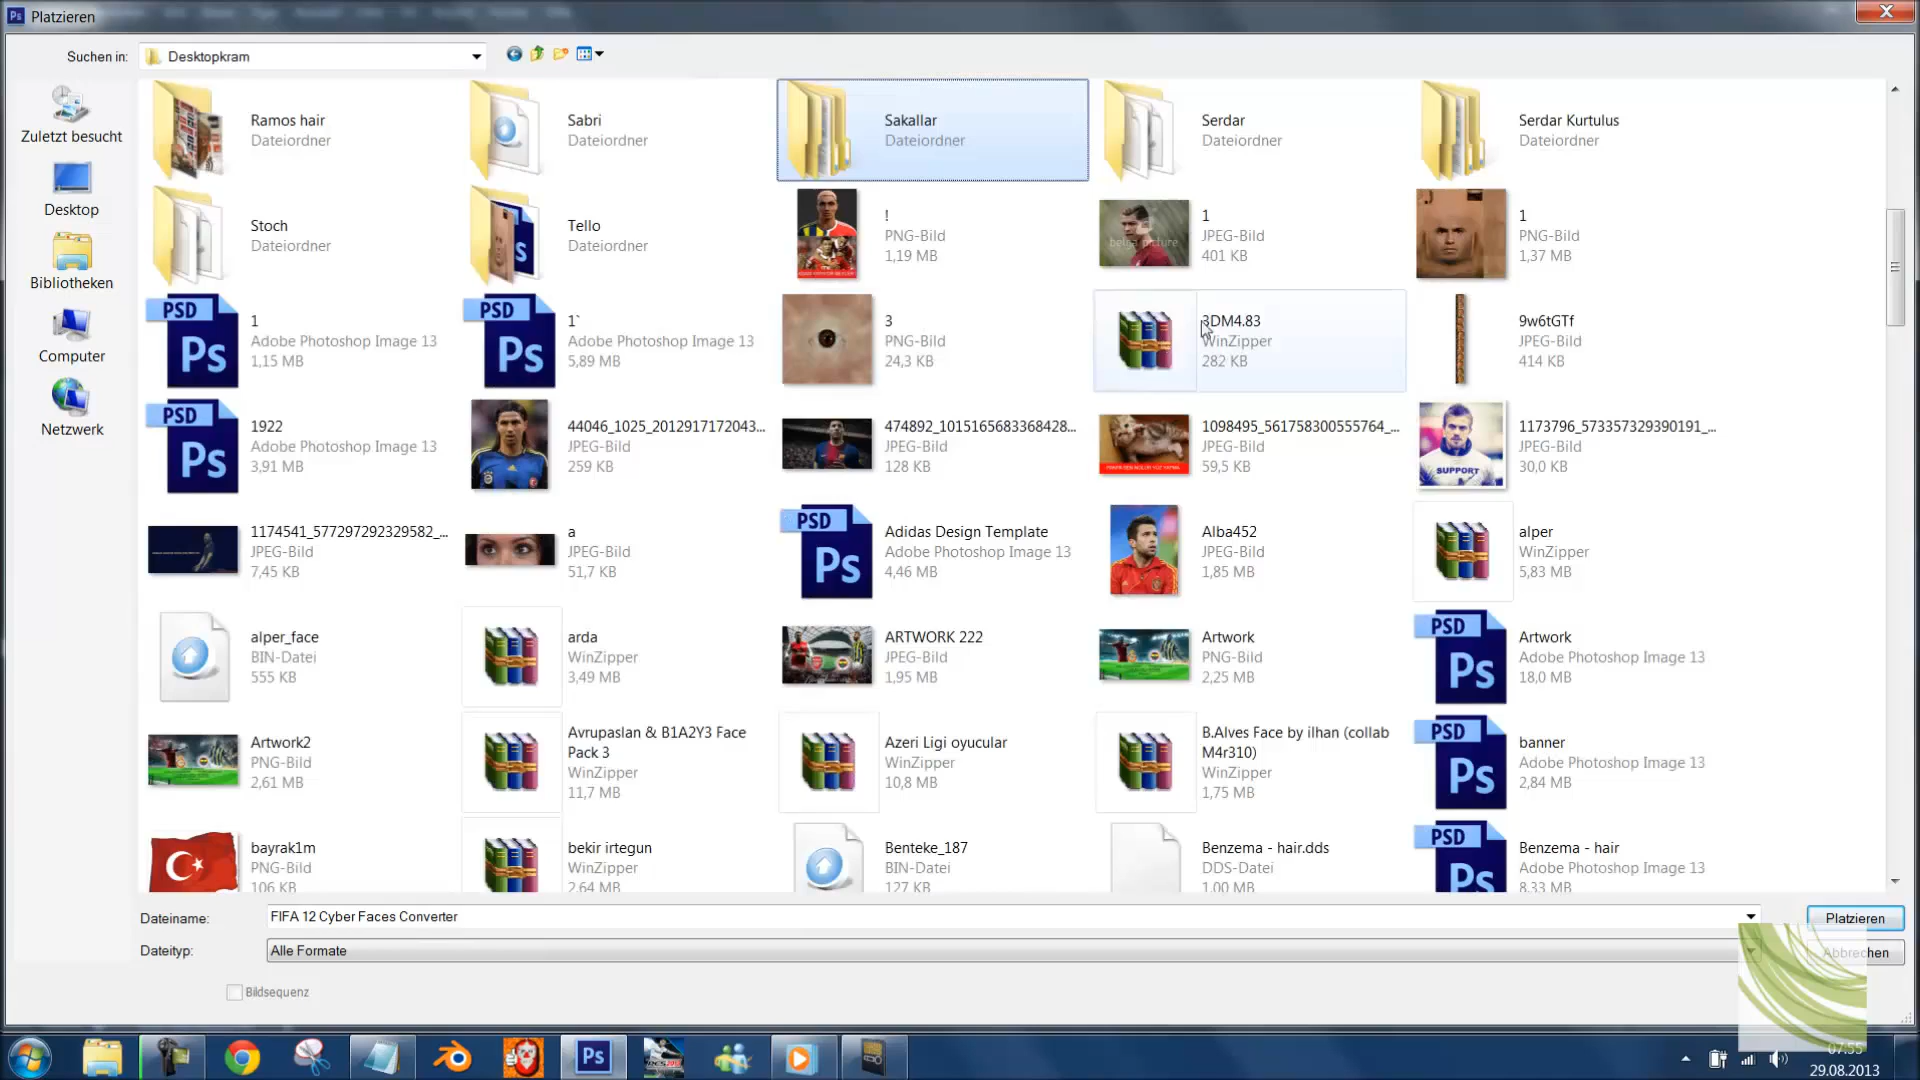 Platzieren
Suchen in:
Desktopkram
Zuletzt besucht
Desktop
Bibliotheken
Computer
Netzwerk
Ramos hair
Dateiordner
Sabri
Dateiordner
Sakallar
Dateiordner
Serdar
Dateiordner
Serdar Kurtulus
Dateiordner
Stoch
Dateiordner
Tello
Dateiordner
!
PNG-Bild
1,19 MB
1
JPEG-Bild
401 KB
1
PNG-Bild
1,37 MB
1
Adobe Photoshop Image 13
1,15 MB
1`
Adobe Photoshop Image 13
5,89 MB
3
PNG-Bild
24,3 KB
3DM4.83
WinZipper
282 KB
9w6tGTf
JPEG-Bild
414 KB
1922
Adobe Photoshop Image 13
3,91 MB
44046_1025_2012917172043...
JPEG-Bild
259 KB
474892_1015165683368428...
JPEG-Bild
128 KB
1098495_561758300555764_...
JPEG-Bild
59,5 KB
1173796_573357329390191_...
JPEG-Bild
30,0 KB
1174541_577297292329582_...
JPEG-Bild
7,45 KB
a
JPEG-Bild
51,7 KB
Adidas Design Template
Adobe Photoshop Image 13
4,46 MB
Alba452
JPEG-Bild
1,85 MB
alper
WinZipper
5,83 MB
alper_face
BIN-Datei
555 KB
arda
WinZipper
3,49 MB
ARTWORK 222
JPEG-Bild
1,95 MB
Artwork
PNG-Bild
2,25 MB
Artwork
Adobe Photoshop Image 13
18,0 MB
Artwork2
PNG-Bild
2,61 MB
Avrupaslan & B1A2Y3 Face
Pack 3
WinZipper
11,7 MB
Azeri Ligi oyucular
WinZipper
10,8 MB
B.Alves Face by ilhan (collab
M4r310)
WinZipper
1,75 MB
banner
Adobe Photoshop Image 13
2,84 MB
bayrak1m
PNG-Bild
106 KB
bekir irtegun
WinZipper
2,64 MB
Benteke_187
BIN-Datei
127 KB
Benzema - hair.dds
DDS-Datei
1,00 MB
Benzema - hair
Adobe Photoshop Image 13
8,33 MB
Dateiname:
FIFA 12 Cyber Faces Converter
Platzieren
Dateityp:
Alle Formate
Abbrechen
Bildsequenz
07:55
29.08.2013